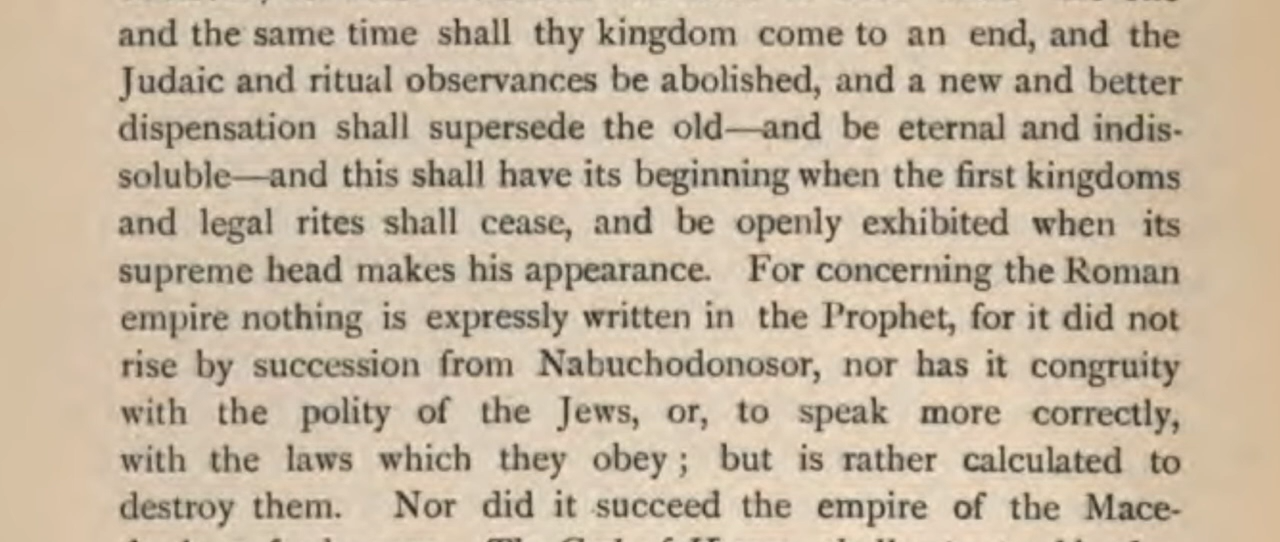 and the same time shall thy kingdom come to an end, and the
Judaic and ritual observances be abolished, and a new and better
dispensation shall supersede the old—and be eternal and indis-
soluble—and this shall have its beginning when the first kingdoms
and legal rites shall cease, and be openly exhibited when its
supreme head makes his appearance. For concerning the Roman
empire nothing is expressly written in the Prophet, for it did not
rise by succession from Nabuchodonosor, nor has it congruity
with the polity of the Jews, or, to speak more correctly,
with the laws which they obey; but is rather calculated to
destroy them. Nor did it succeed the empire of the Mace-